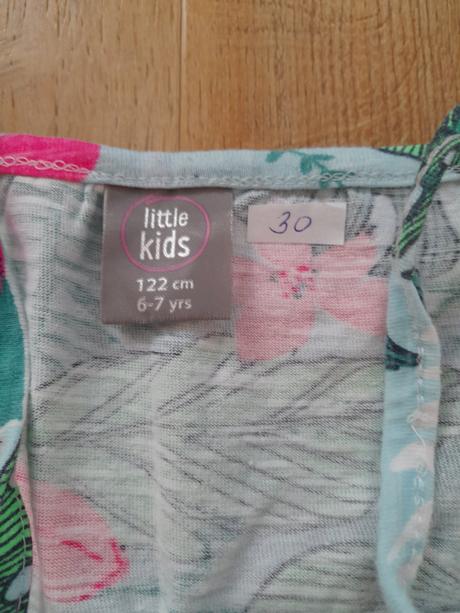 little
kids
122 cm
6-7 yrs
30